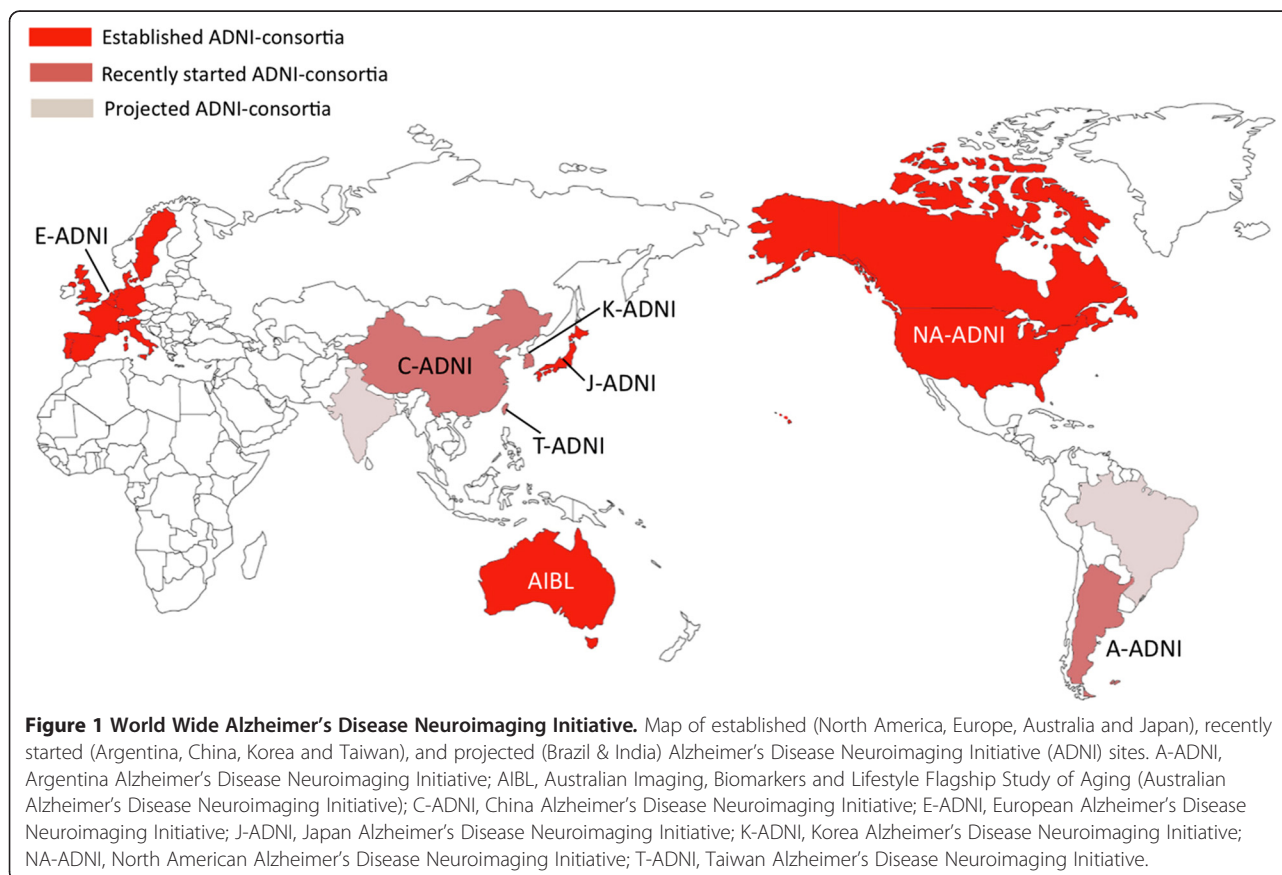 Established ADNI-consortia
Recently started ADNI-consortia
Projected ADNI-consortia
E-ADNI
K-ADNI
NA-ADNI
C-ADNI
J-ADNI
T-ADNI
AIBL
A-ADNI
Figure 1 World Wide Alzheimer's Disease Neuroimaging Initiative. Map of established (North America, Europe, Australia and Japan), recently
started (Argentina, China, Korea and Taiwan), and projected (Brazil & India) Alzheimer's Disease Neuroimaging Initiative (ADNI) sites. A-ADNI,
Argentina Alzheimer's Disease Neuroimaging Initiative; AIBL, Australian Imaging, Biomarkers and Lifestyle Flagship Study of Aging (Australian
Alzheimer's Disease Neuroimaging Initiative); C-ADNI, China Alzheimer's Disease Neuroimaging Initiative; E-ADNI, European Alzheimer's Disease
Neuroimaging Initiative; J-ADNI, Japan Alzheimer's Disease Neuroimaging Initiative; K-ADNI, Korea Alzheimer's Disease Neuroimaging Initiative;
NA-ADNI, North American Alzheimer's Disease Neuroimaging Initiative; T-ADNI, Taiwan Alzheimer's Disease Neuroimaging Initiative.